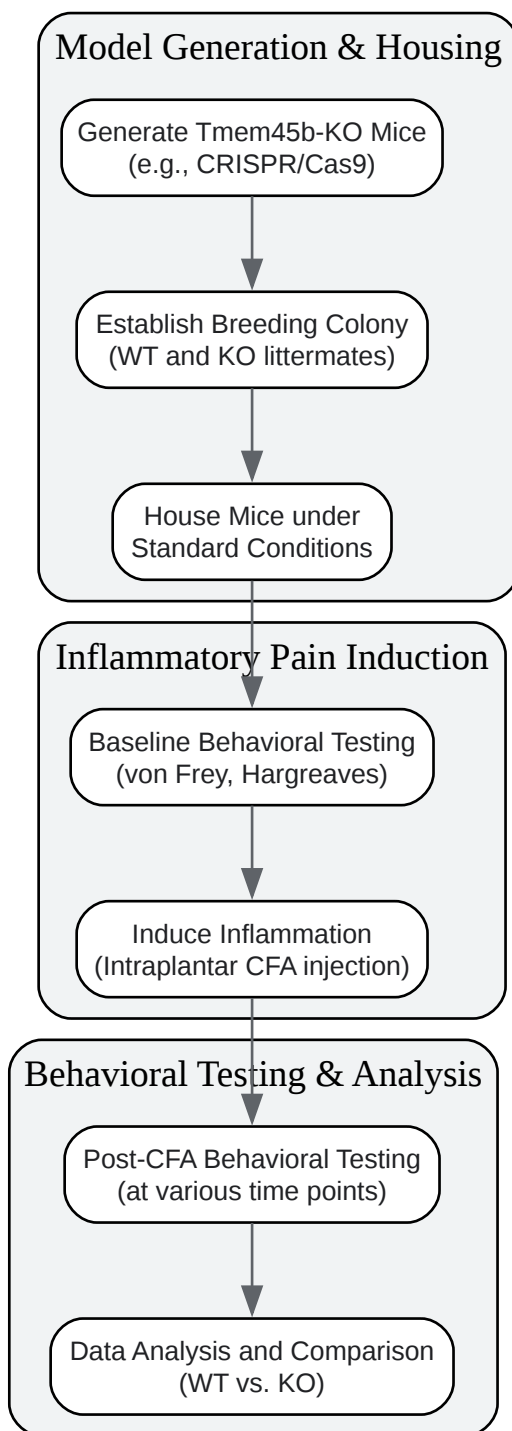 Model Generation & Housing
Generate Tmem45b-KO Mice
(e.g., CRISPR/Cas9)
Establish Breeding Colony
(WT and KO littermates)
House Mice under
Standard Conditions
Inflammatory Pain Induction
Baseline Behavioral Testing
(von Frey, Hargreaves)
Induce Inflammation
(Intraplantar CFA injection)
Behavioral Testing & Analysis
Post-CFA Behavioral Testing
(at various time points)
Data Analysis and Comparison
(WT vs. KO)